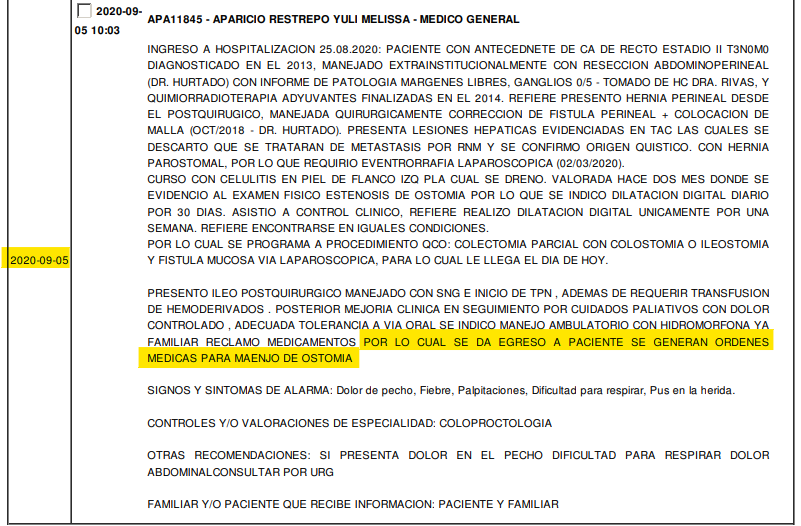 2020-09-
05 10:03
APA11845 - APARICIO RESTREPO YULI MELISSA - MEDICO GENERAL
INGRESO A HOSPITALIZACION 25.08.2020: PACIENTE CON ANTECEDNETE DE CA DE RECTO ESTADIO II T3N0M0
DIAGNOSTICADO EN EL 2013, MANEJADO EXTRAINSTITUCIONALMENTE CON RESECCION ABDOMINOPERINEAL
(DR. HURTADO) CON INFORME DE PATOLOGIA MARGENES LIBRES, GANGLIOS 0/5 - TOMADO DE HC DRA. RIVAS, Y
QUIMIORRADIOTERAPIA ADYUVANTES FINALIZADAS EN EL 2014. REFIERE PRESENTO HERNIA PERINEAL DESDE
EL POSTQUIRUGICO, MANEJADA QUIRURGICAMENTE CORRECCION DE FISTULA PERINEAL + COLOCACION DE
MALLA (OCT/2018 - DR. HURTADO). PRESENTA LESIONES HEPATICAS EVIDENCIADAS EN TAC LAS CUALES SE
DESCARTO QUE SE TRATARAN DE METASTASIS POR RNM Y SE CONFIRMO ORIGEN QUISTICO. CON HERNIA
PAROSTOMAL, POR LO QUE REQUIRIO EVENTRORRAFIA LAPAROSCOPICA (02/03/2020).
CURSO CON CELULITIS EN PIEL DE FLANCO IZQ PLA CUAL SE DRENO. VALORADA HACE DOS MES DONDE SE
EVIDENCIO AL EXAMEN FISICO ESTENOSIS DE OSTOMIA POR LO QUE SE INDICO DILATACION DIGITAL DIARIO
POR 30 DIAS. ASISTIO A CONTROL CLINICO, REFIERE REALIZO DILATACION DIGITAL UNICAMENTE POR UNA
SEMANA. REFIERE ENCONTRARSE EN IGUALES CONDICIONES.
POR LO CUAL SE PROGRAMA A PROCEDIMIENTO QCO: COLECTOMIA PARCIAL CON COLOSTOMIA O ILEOSTOMIA
2020-09-05
Y FISTULA MUCOSA VIA LAPAROSCOPICA, PARA LO CUAL LE LLEGA EL DIA DE HOY.
PRESENTO ILEO POSTQUIRURGICO MANEJADO CON SNG E INICIO DE TPN , ADEMAS DE REQUERIR TRANSFUSION
DE HEMODERIVADOS . POSTERIOR MEJORIA CLINICA EN SEGUIMIENTO POR CUIDADOS PALIATIVOS CON DOLOR
CONTROLADO , ADECUADA TOLERANCIA A VIA ORAL SE INDICO MANEJO AMBULATORIO CON HIDROMORFONA YA
FAMILIAR RECLAMO MEDICAMENTOS POR LO CUAL SE DA EGRESO A PACIENTE SE GENERAN ORDENES
MEDICAS PARA MAENJO DE OSTOMIA
SIGNOS Y SINTOMAS DE ALARMA: Dolor de pecho, Fiebre, Palpitaciones, Dificultad para respirar, Pus en la herida.
CONTROLES Y/O VALORACIONES DE ESPECIALIDAD: COLOPROCTOLOGIA
OTRAS RECOMENDACIONES: SI PRESENTA DOLOR EN EL PECHO DIFICULTAD PARA RESPIRAR DOLOR
ABDOMINALCONSULTAR POR URG
FAMILIAR Y/O PACIENTE QUE RECIBE INFORMACION: PACIENTE Y FAMILIAR